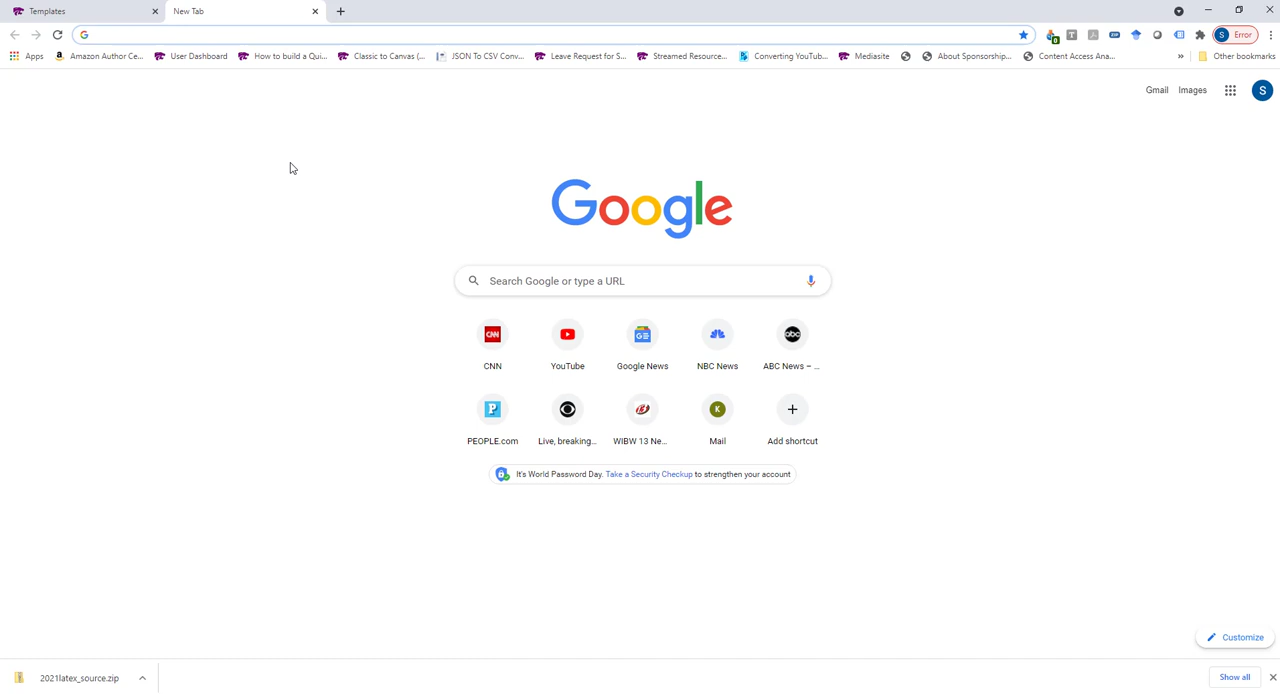 Templates
New Tab
0
S Error
Apps
Amazon Author Ce...
User Dashboard
How to build a Qui...
Classic to Canvas (...
JSON To CSV Conv...
Leave Request for S...
Streamed Resource...
Converting YouTub...
Mediasite
About Sponsorship...
Content Access Ana...
»
Other bookmarks
Gmail
Images
S
Google
Search Google or type a URL
CNN
YouTube
Google News
NBC News
abc
ABC News – ...
PEOPLE.com
Live, breaking...
WIBW 13 Ne...
K
Mail
Add shortcut
It's World Password Day. Take a Security Checkup to strengthen your account
Customize
2021latex_source.zip
Show all